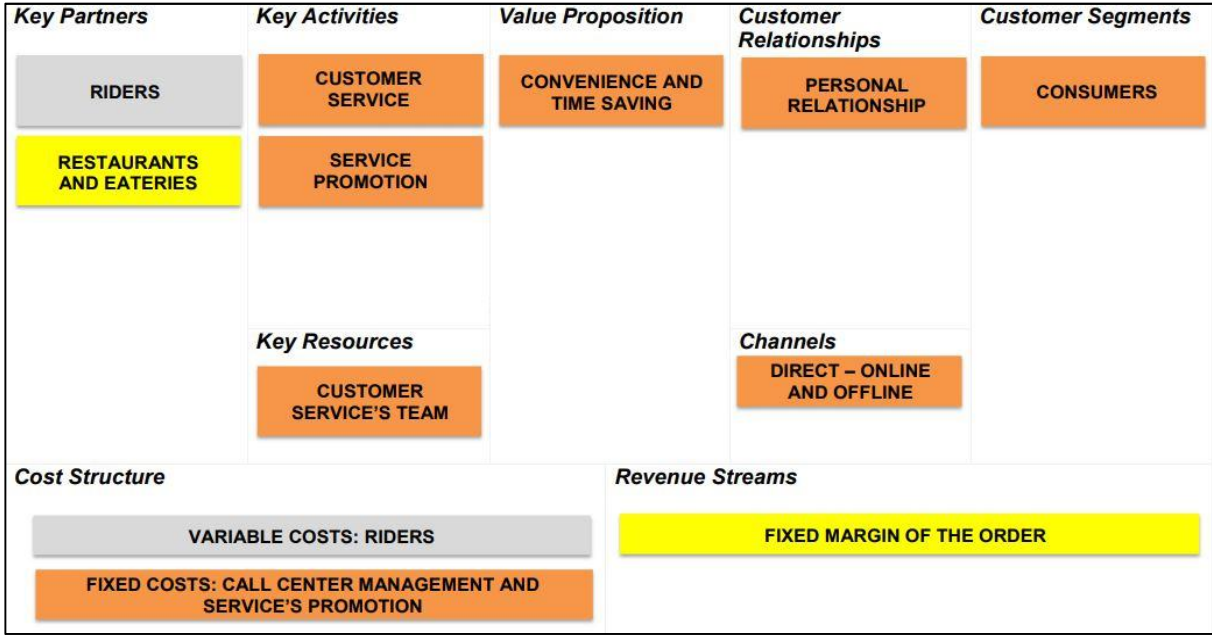 Key Partners
RIDERS
RESTAURANTS
AND EATERIES
Key Activities
CUSTOMER
SERVICE
SERVICE
PROMOTION
Key Resources
CUSTOMER
SERVICE’S TEAM
Value Proposition
CONVENIENCE AND
TIME SAVING
Customer
Relationships
PERSONAL
RELATIONSHIP
Channels
DIRECT – ONLINE
AND OFFLINE
Customer Segments
CONSUMERS
Cost Structure
VARIABLE COSTS: RIDERS
FIXED COSTS: CALL CENTER MANAGEMENT AND
SERVICE’S PROMOTION
Revenue Streams
FIXED MARGIN OF THE ORDER